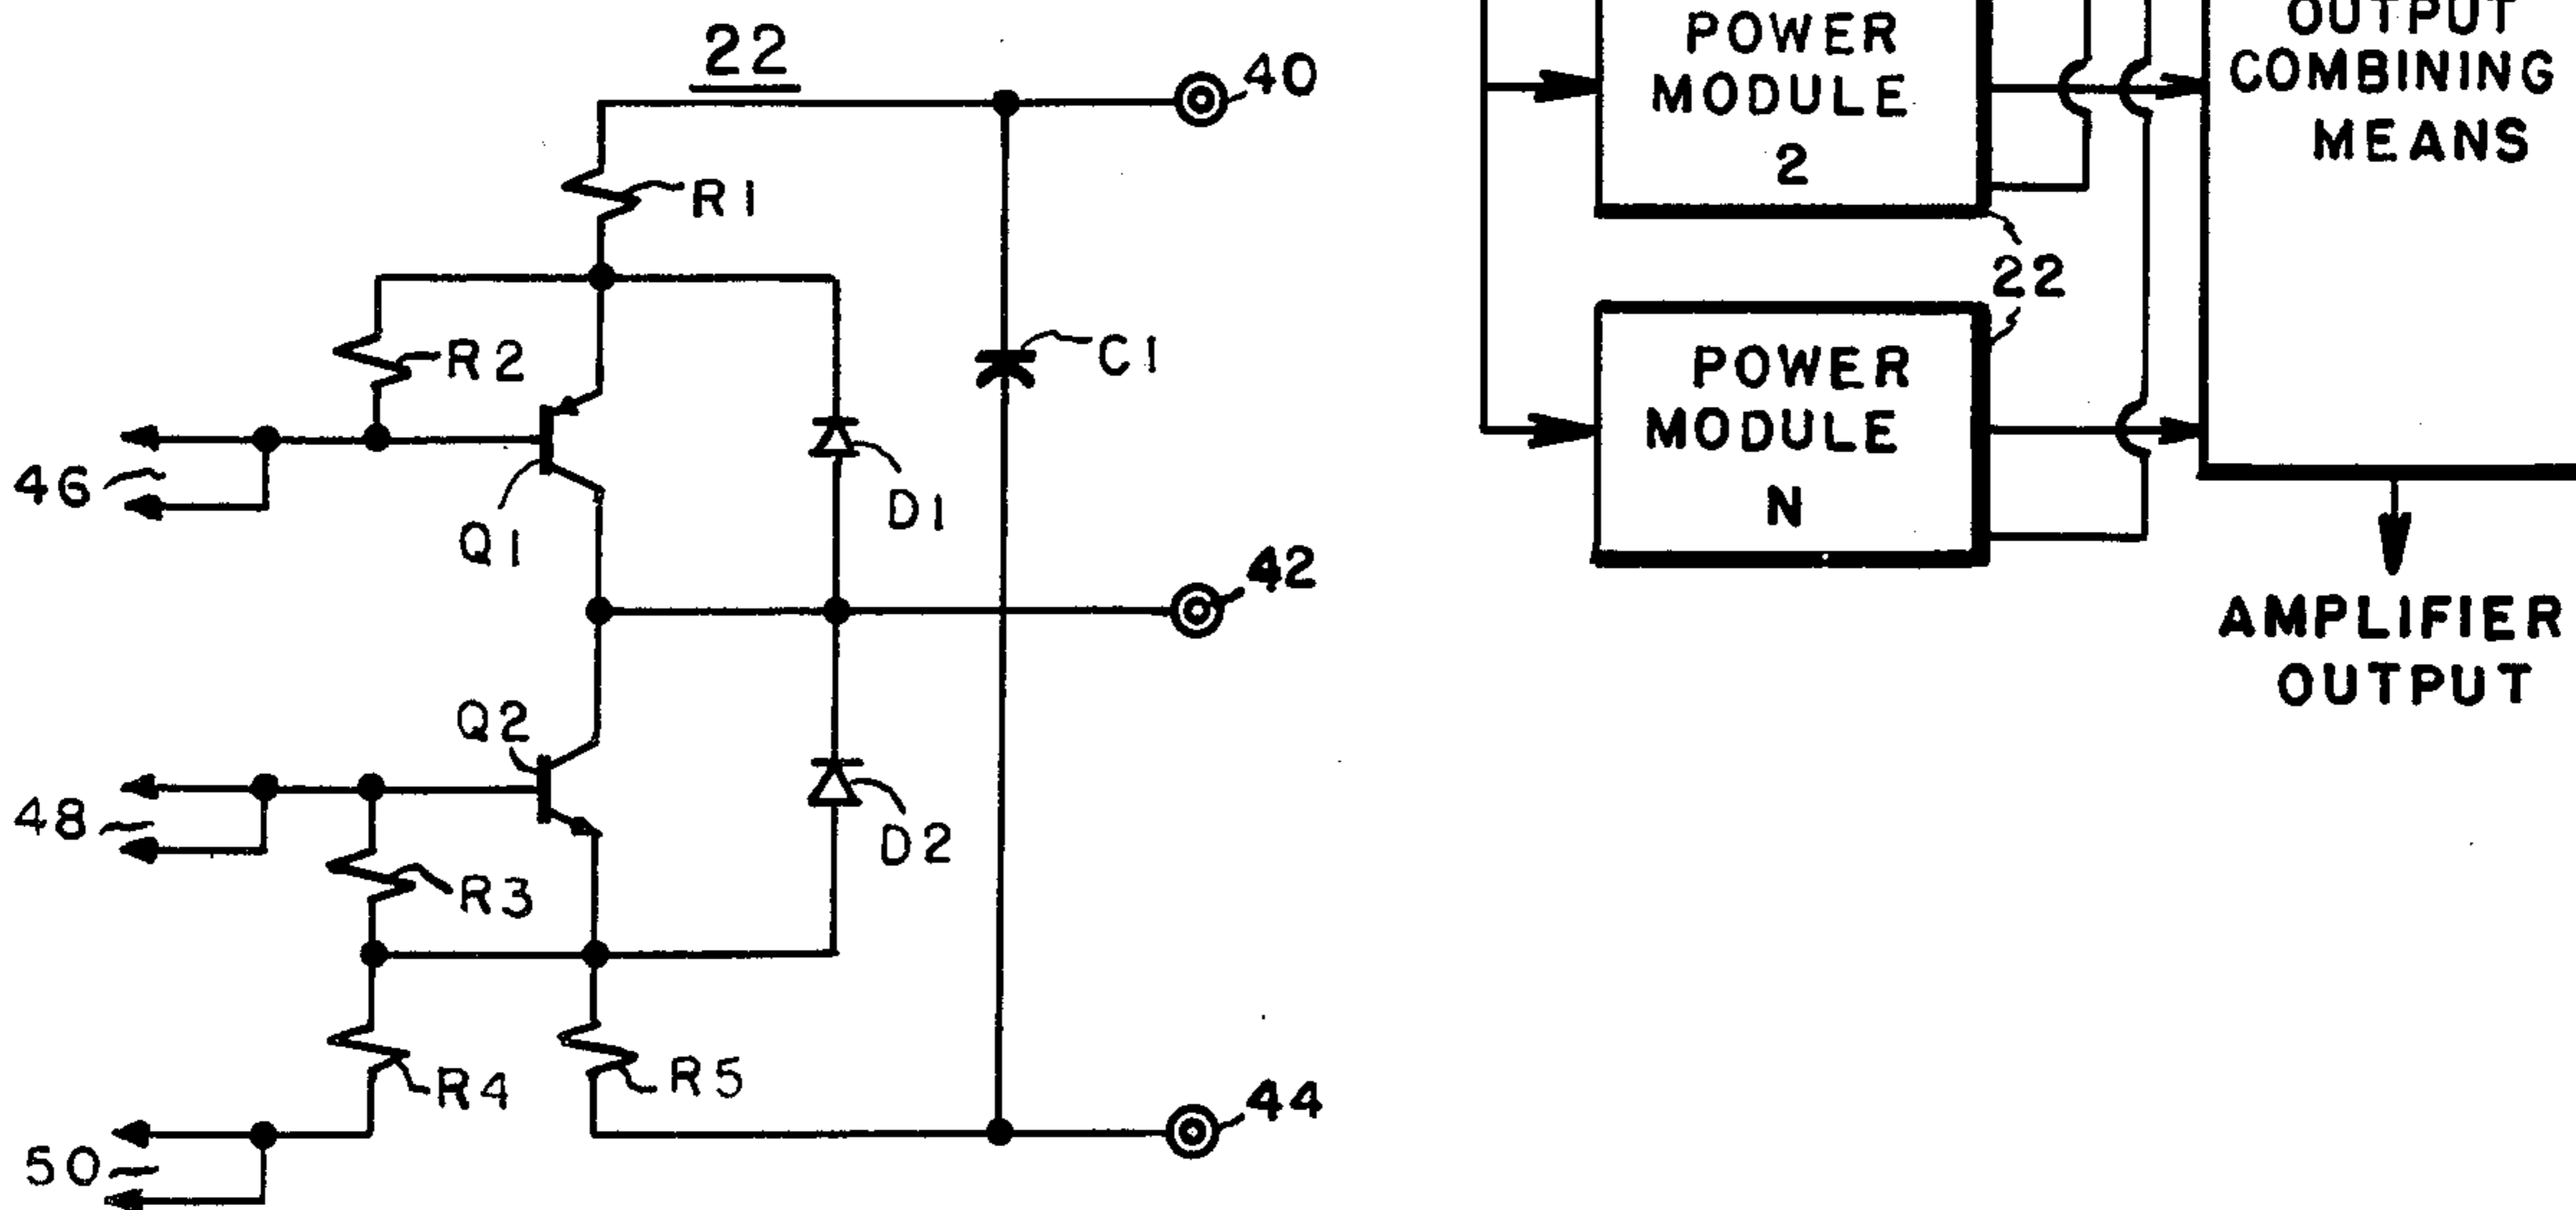 22
40
R1
R2
C1
46
Q1
D1
42
Q2
48
D2
R3
R4
R5
44
50
POWER
MODULE
2
22
POWER
MODULE
N
OUTPUT
COMBINING
MEANS
AMPLIFIER
OUTPUT